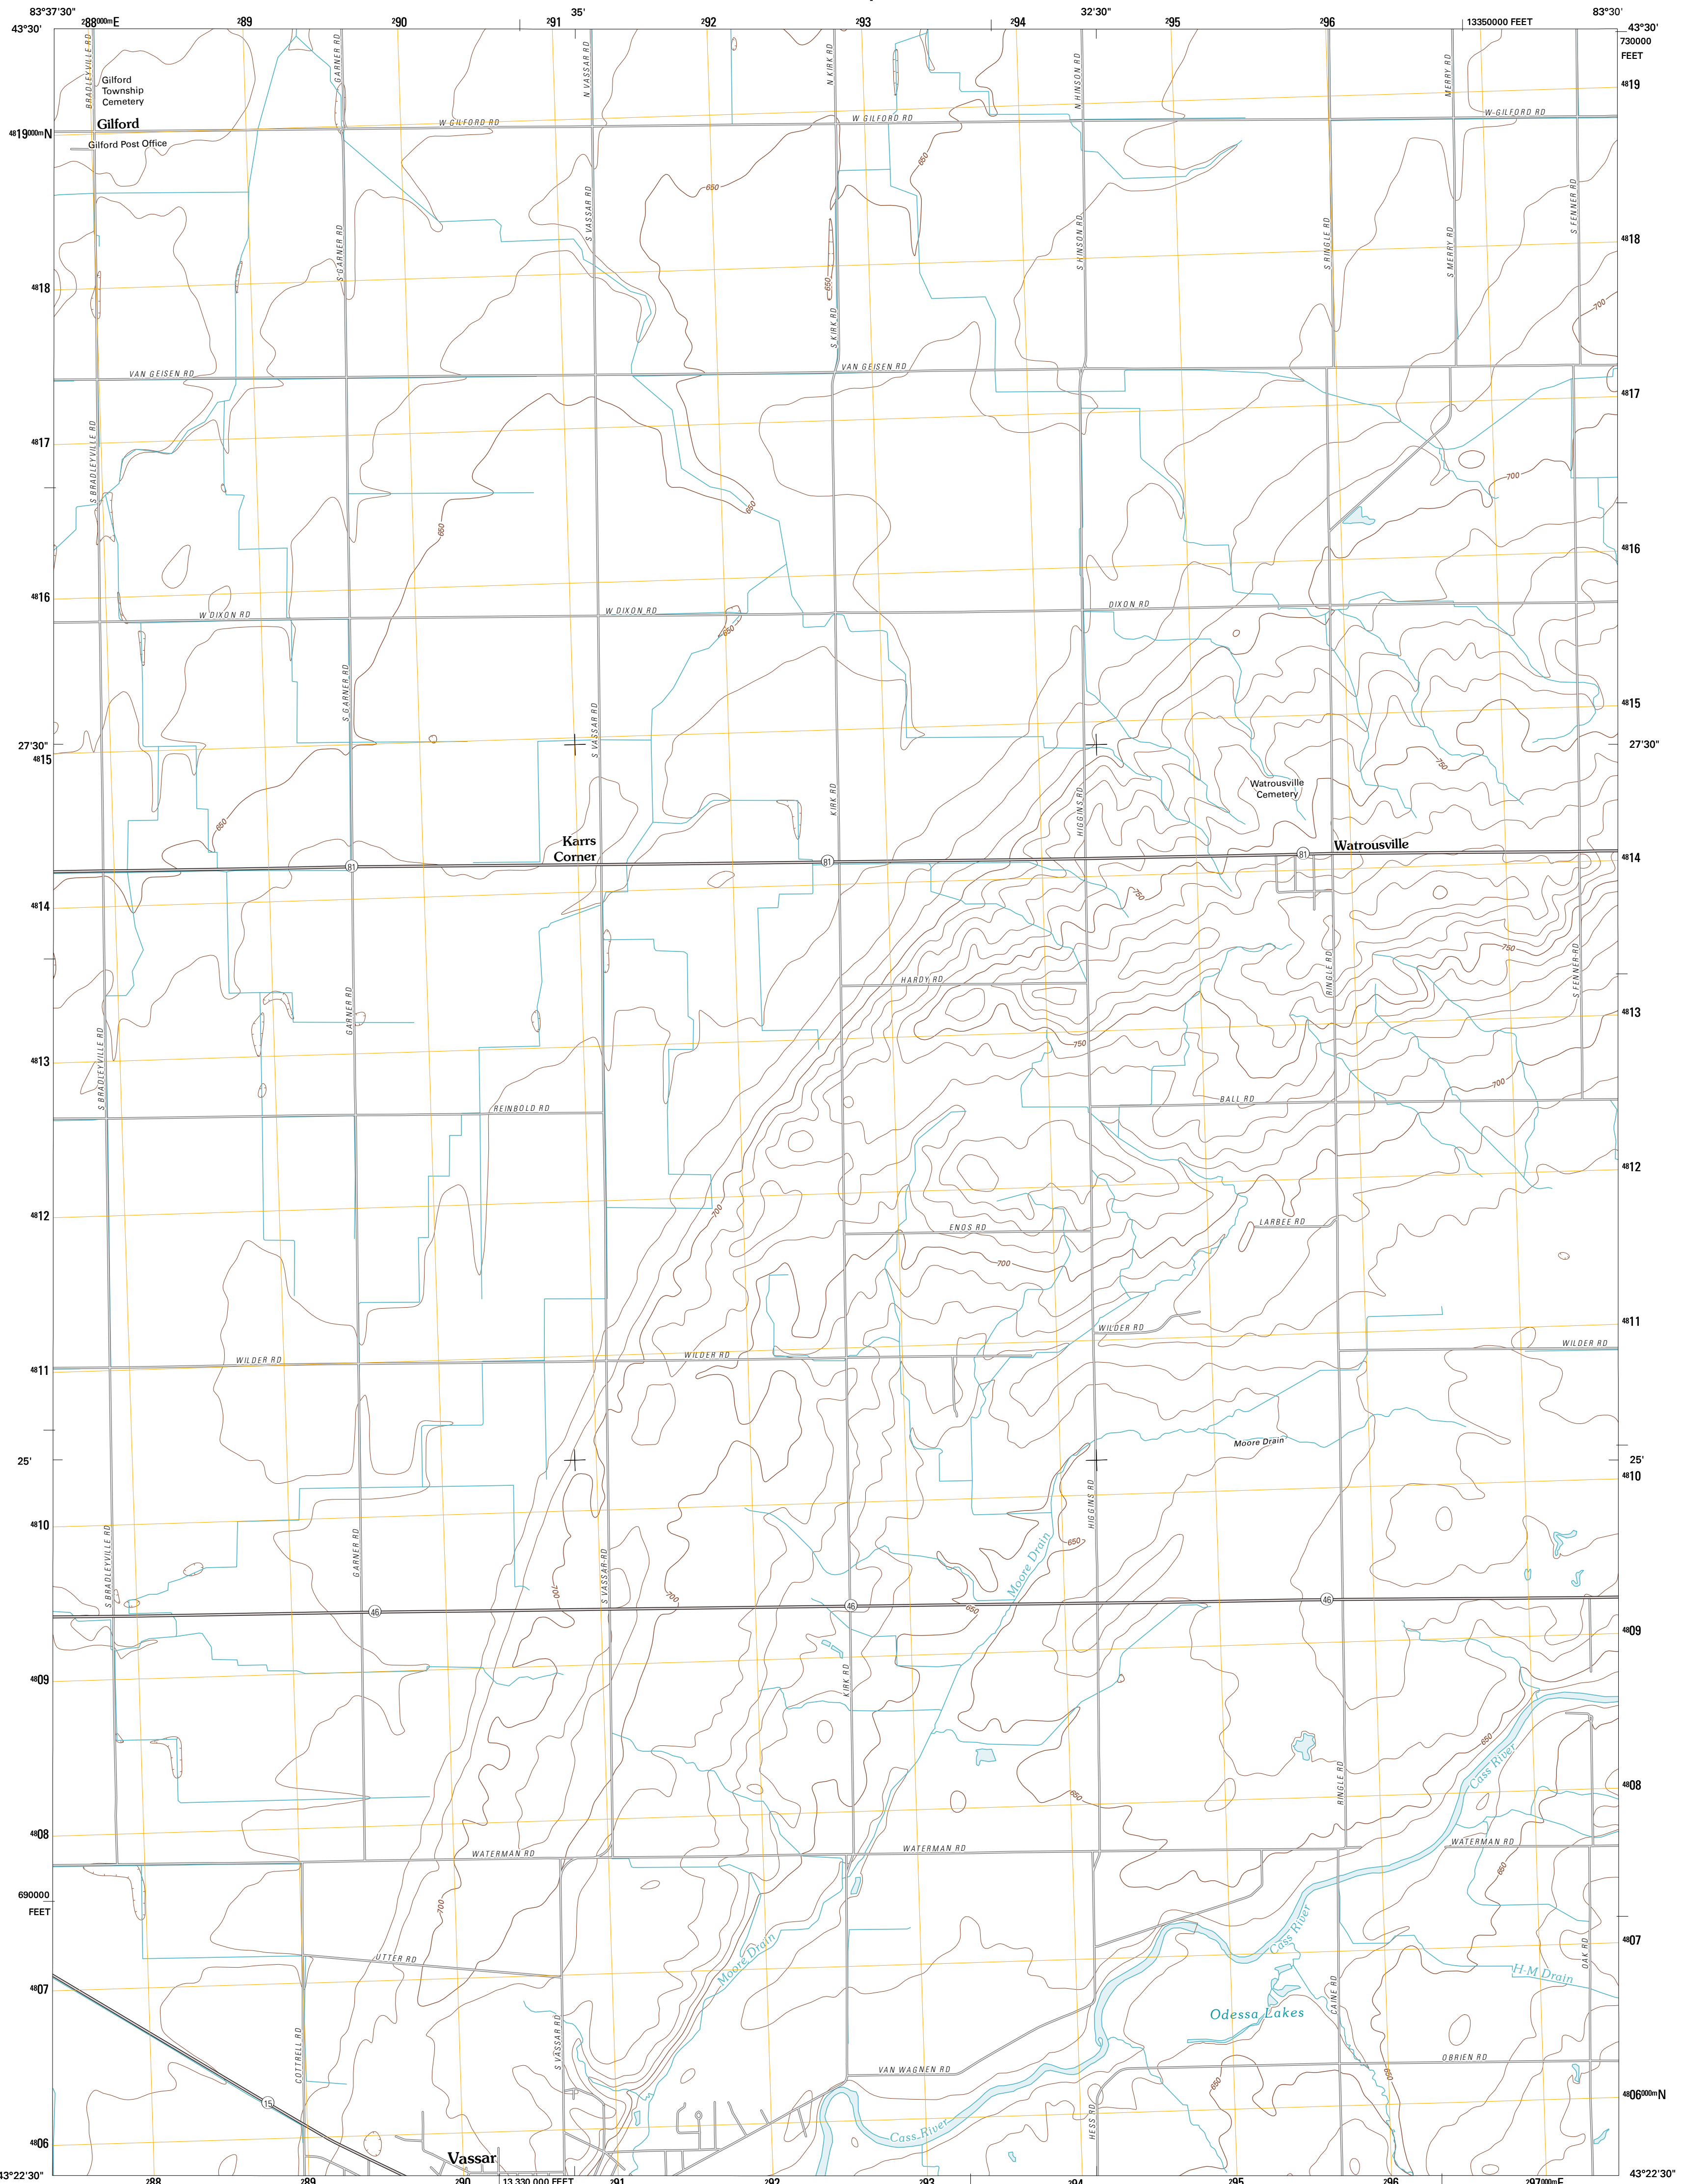 83°37'30"
288000mE
289
290
291
35'
292
293
294
32'30"
295
296
13350000 FEET
83°30'
43°30'
43°30'
730000
FEET
BRADLEYVILLE RD
GARNER RD
N VASSAR RD
N KIRK RD
N HINSON RD
MERRY RD
Gilford
Township
Cemetery
4819
Gilford
4819000mN
W GILFORD RD
W GILFORD RD
W GILFORD RD
Gilford Post Office
650
650
S VASSAR RD
S GARNER RD
S HINSON RD
S RINGLE RD
S MERRY RD
S FENNER RD
4818
4818
650
700
S KIRK RD
VAN GEISEN RD
VAN GEISEN RD
4817
4817
S BRADLEYVILLE RD
700
650
650
4816
4816
W DIXON RD
W DIXON RD
DIXON RD
650
S GARNER RD
S VASSAR RD
4815
27'30"
27'30"
4815
750
Watrousville
Cemetery
KIRK RD
HIGGINS RD
650
Karrs
Corner
Watrousville
81
81
81
4814
4814
750
750
HARDY RD
RINGLE RD
S FENNER RD
GARNER RD
4813
4813
S BRADLEYVILLE RD
750
700
REINBOLD RD
BALL RD
4812
4812
700
ENOS RD
LARBEE RD
700
4811
4811
WILDER RD
WILDER RD
WILDER RD
WILDER RD
Moore Drain
25'
25'
4810
4810
HIGGINS RD
S BRADLEYVILLE RD
GARNER RD
S VASSAR RD
650
Moore Drain
700
700
46
46
46
650
4809
4809
KIRK RD
650
Cass River
4808
4808
650
RINGLE RD
WATERMAN RD
WATERMAN RD
WATERMAN RD
650
690000
FEET
700
Cass River
4807
4807
UTTER RD
Moore Drain
OAK RD
H M Drain
CAINE RD
Odessa Lakes
COTTRELL RD
S VASSAR RD
VAN WAGNEN RD
OBRIEN RD
650
650
4806000mN
15
HESS RD
Cass River
4806
Vassar
43°22'30"
43°22'30"
288
289
290
13 330 000 FEET
291
292
293
294
295
296
297000mE